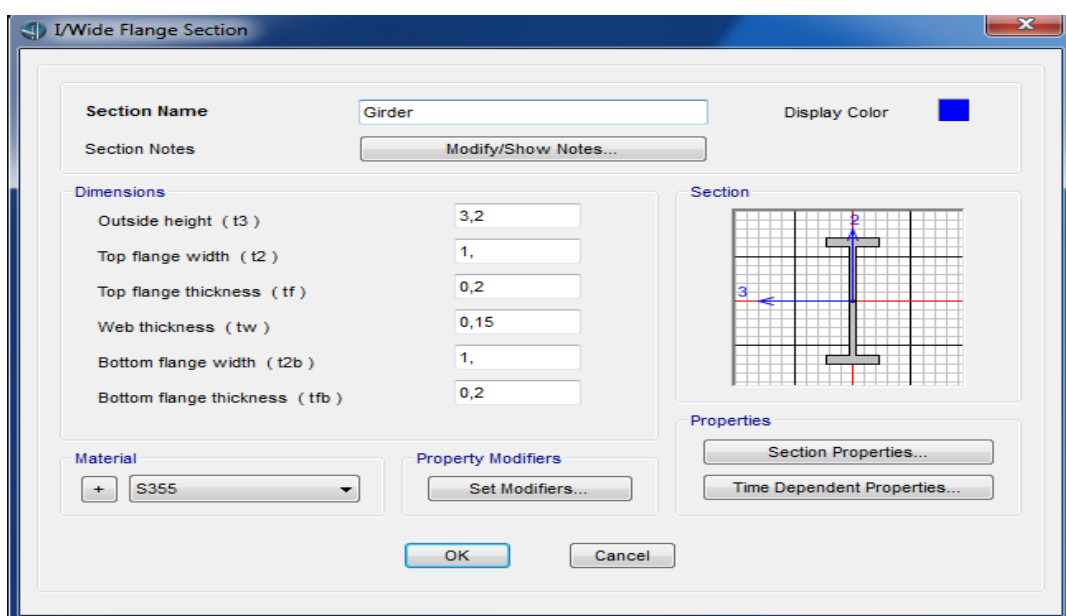 I/Wide Flange Section
Section Name Girder Display Color
Section Notes Modify/Show Notes...
Dimensions
Outside height ( t3 ) 3,2
Top flange width ( t2 ) 1,
Top flange thickness ( tf ) 0,2
Web thickness ( tw ) 0,15
Bottom flange width ( t2b ) 1,
Bottom flange thickness ( tfb ) 0,2
Section
2
3
Material
+ S355
Property Modifiers
Set Modifiers...
Properties
Section Properties...
Time Dependent Properties...
OK Cancel